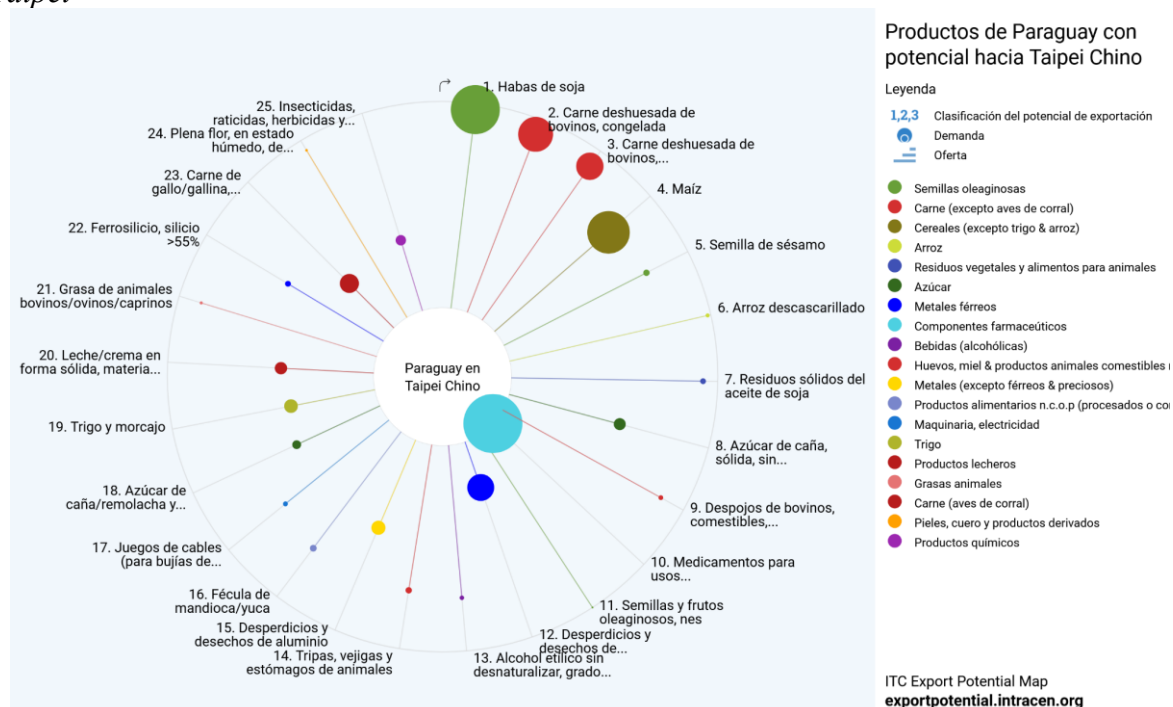 Taipei
Productos de Paraguay con
potencial hacia Taipei Chino
Leyenda
1,2,3 Clasificación del potencial de exportación
Demanda
Oferta
Semillas oleaginosas
Carne (excepto aves de corral)
Cereales (excepto trigo & arroz)
Arroz
Residuos vegetales y alimentos para animales
Azúcar
Metales férreos
Componentes farmaceúticos
Bebidas (alcohólicas)
Huevos, miel & productos animales comestibles
Metales (excepto férreos & preciosos)
Productos alimentarios n.c.o.p (procesados o co
Maquinaria, electricidad
Trigo
Productos lecheros
Grasas animales
Carne (aves de corral)
Pieles, cuero y productos derivados
Productos químicos
ITC Export Potential Map
exportpotential.intracen.org
Paraguay en
Taipei Chino
1. Habas de soja
2. Carne deshuesada de
bovinos, congelada
3. Carne deshuesada de
bovinos,...
4. Maíz
5. Semilla de sésamo
6. Arroz descascarillado
7. Residuos sólidos del
aceite de soja
8. Azúcar de caña,
sólida, sin...
9. Despojos de bovinos,
comestibles,...
10. Medicamentos para
usos...
11. Semillas y frutos
oleaginosos, nes
12. Desperdicios y
desechos de...
13. Alcohol etílico sin
desnaturalizar, grado...
14. Tripas, vejigas y
estómagos de animales
15. Desperdicios y
desechos de aluminio
16. Fécula de
mandioca/yuca
17. Juegos de cables
(para bujías de...
18. Azúcar de
caña/remolacha y...
19. Trigo y morcajo
20. Leche/crema en
forma sólida, materia...
21. Grasa de animales
bovinos/ovinos/caprinos
22. Ferrosilicio, silicio
>55%
23. Carne de
gallo/gallina,...
24. Plena flor, en estado
húmedo, de...
25. Insecticidas,
raticidas, herbicidas y...